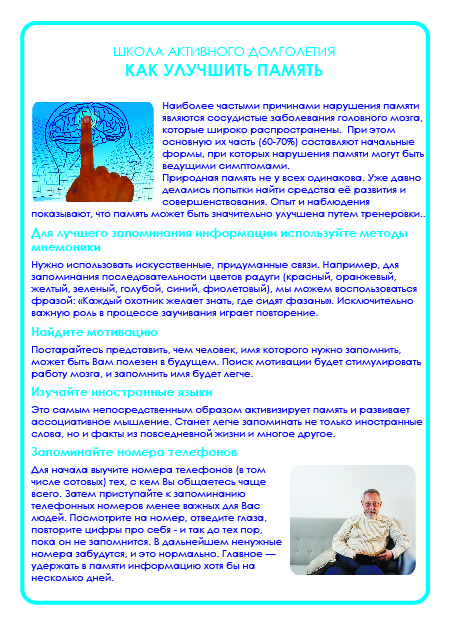 ШКОЛА АКТИВНОГО ДОЛГОЛЕТИЯ
КАК УЛУЧШИТЬ ПАМЯТЬ
Наиболее частыми причинами нарушения памяти
являются сосудистые заболевания головного мозга,
которые широко распространены. При этом
основную их часть (60-70%) составляют начальные
формы, при которых нарушения памяти могут быть
ведущими симптомами.
Природная память не у всех одинакова. Уже давно
делались попытки найти средства её развития и
совершенствования. Опыт и наблюдения
показывают, что память может быть значительно улучшена путем тренеровки..
Для лучшего запоминания информации используйте методы
мнемоники
Нужно использовать искусственные, придуманные связи. Например, для
запоминания последовательности цветов радуги (красный, оранжевый,
желтый, зеленый, голубой, синий, фиолетовый), мы можем воспользоваться
фразой: «Каждый охотник желает знать, где сидят фазаны». Исключительно
важную роль в процессе заучивания играет повторение.
Найдите мотивацию
Постарайтесь представить, чем человек, имя которого нужно запомнить,
может быть Вам полезен в будущем. Поиск мотивации будет стимулировать
работу мозга, и запомнить имя будет легче.
Изучайте иностранные языки
Это самым непосредственным образом активизирует память и развивает
ассоциативное мышление. Станет легче запоминать не только иностранные
слова, но и факты из повседневной жизни и многое другое.
Запоминайте номера телефонов
Для начала выучите номера телефонов (в том
числе сотовых) тех, с кем Вы общаетесь чаще
всего. Затем приступайте к запоминанию
телефонных номеров менее важных для Вас
людей. Посмотрите на номер, отведите глаза,
повторите цифры про себя - и так до тех пор,
пока он не запомнится. В дальнейшем ненужные
номера забудутся, и это нормально. Главное —
удержать в памяти информацию хотя бы на
несколько дней.